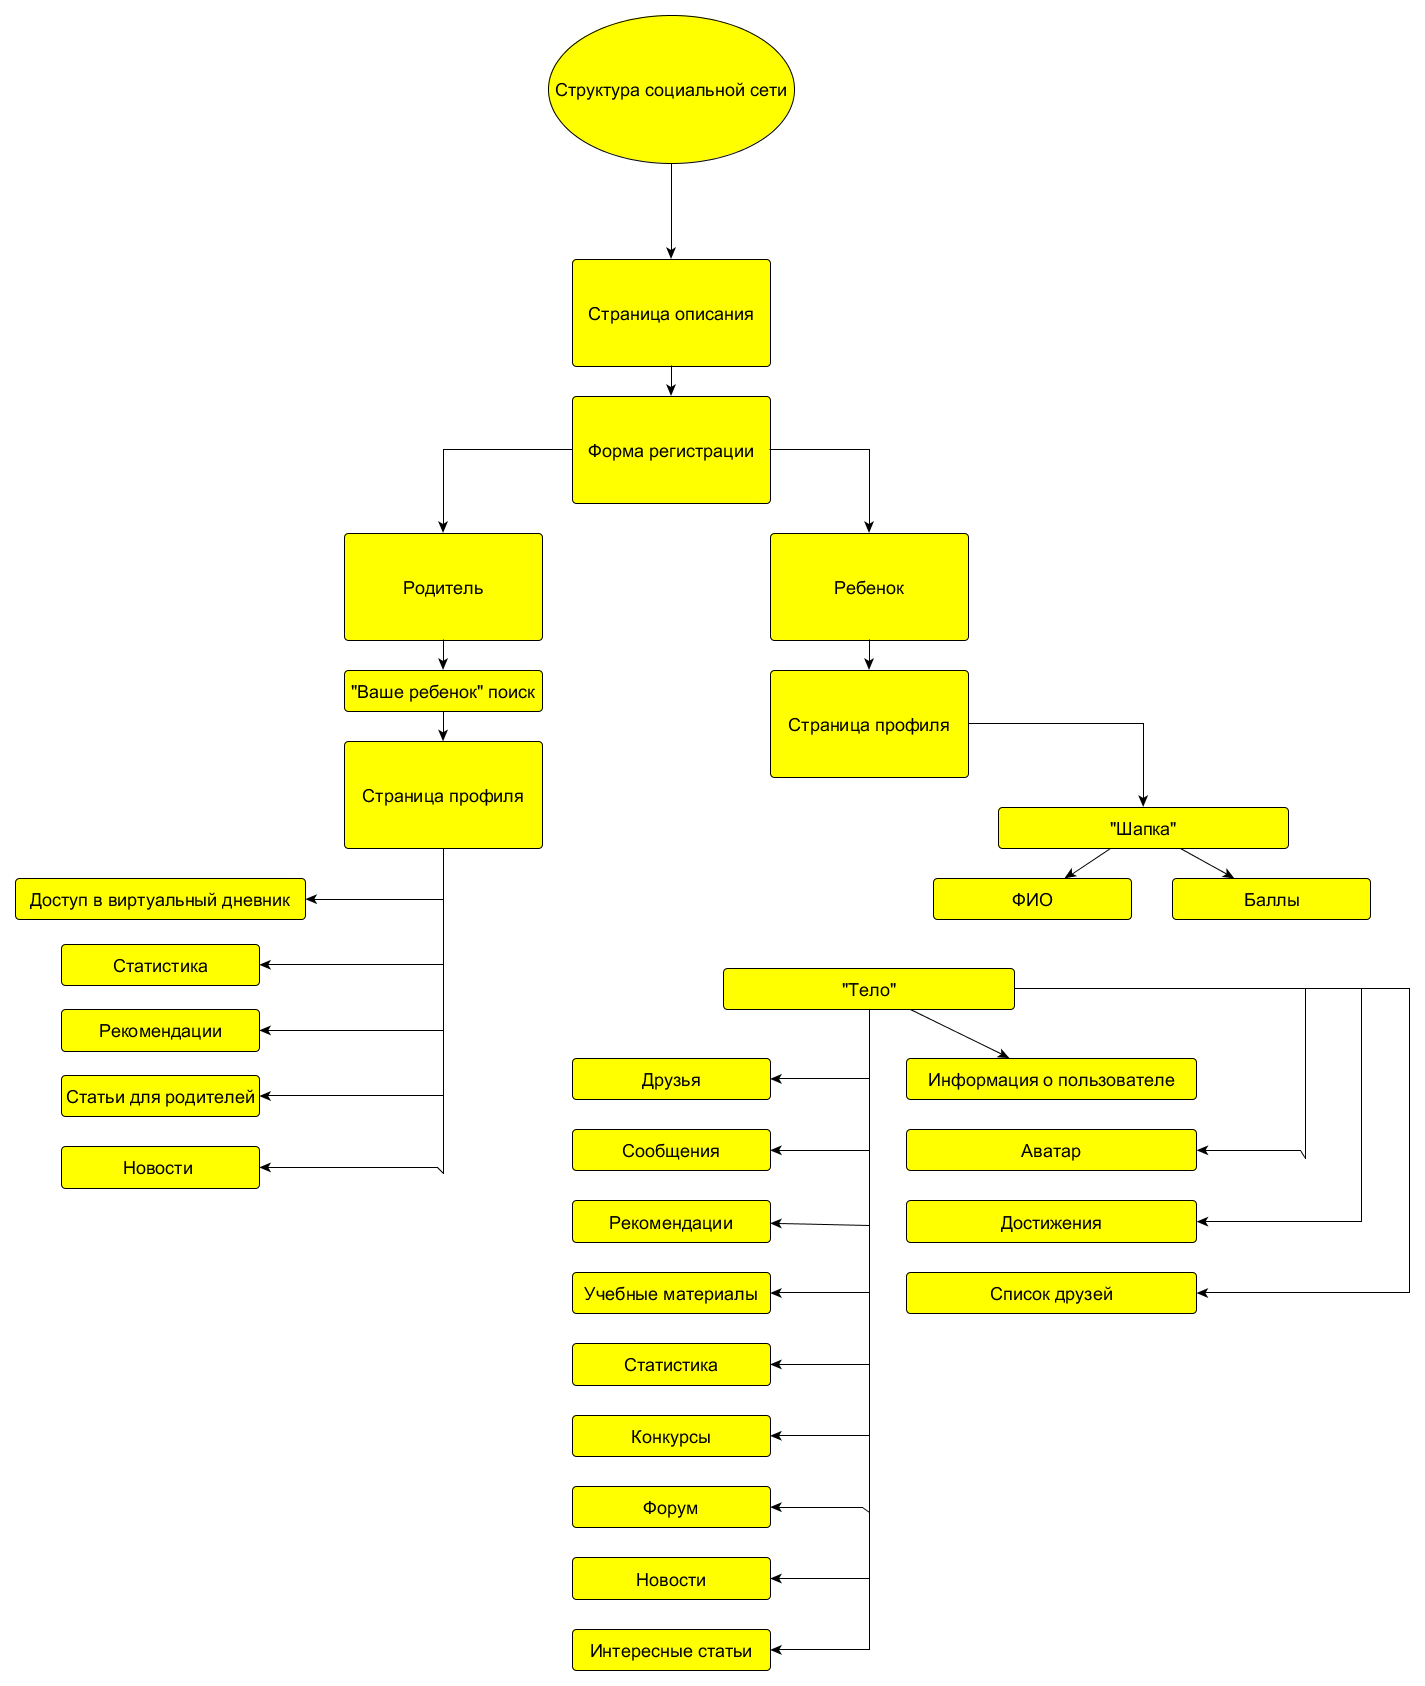 Структура социальной сети
Страница описания
Форма регистрации
Родитель
Ребенок
"Ваше ребенок" поиск
Страница профиля
Страница профиля
"Шапка"
ФИО
Баллы
Доступ в виртуальный дневник
Статистика
Рекомендации
Статьи для родителей
Новости
"Тело"
Друзья
Информация о пользователе
Сообщения
Аватар
Рекомендации
Достижения
Учебные материалы
Список друзей
Статистика
Конкурсы
Форум
Новости
Интересные статьи